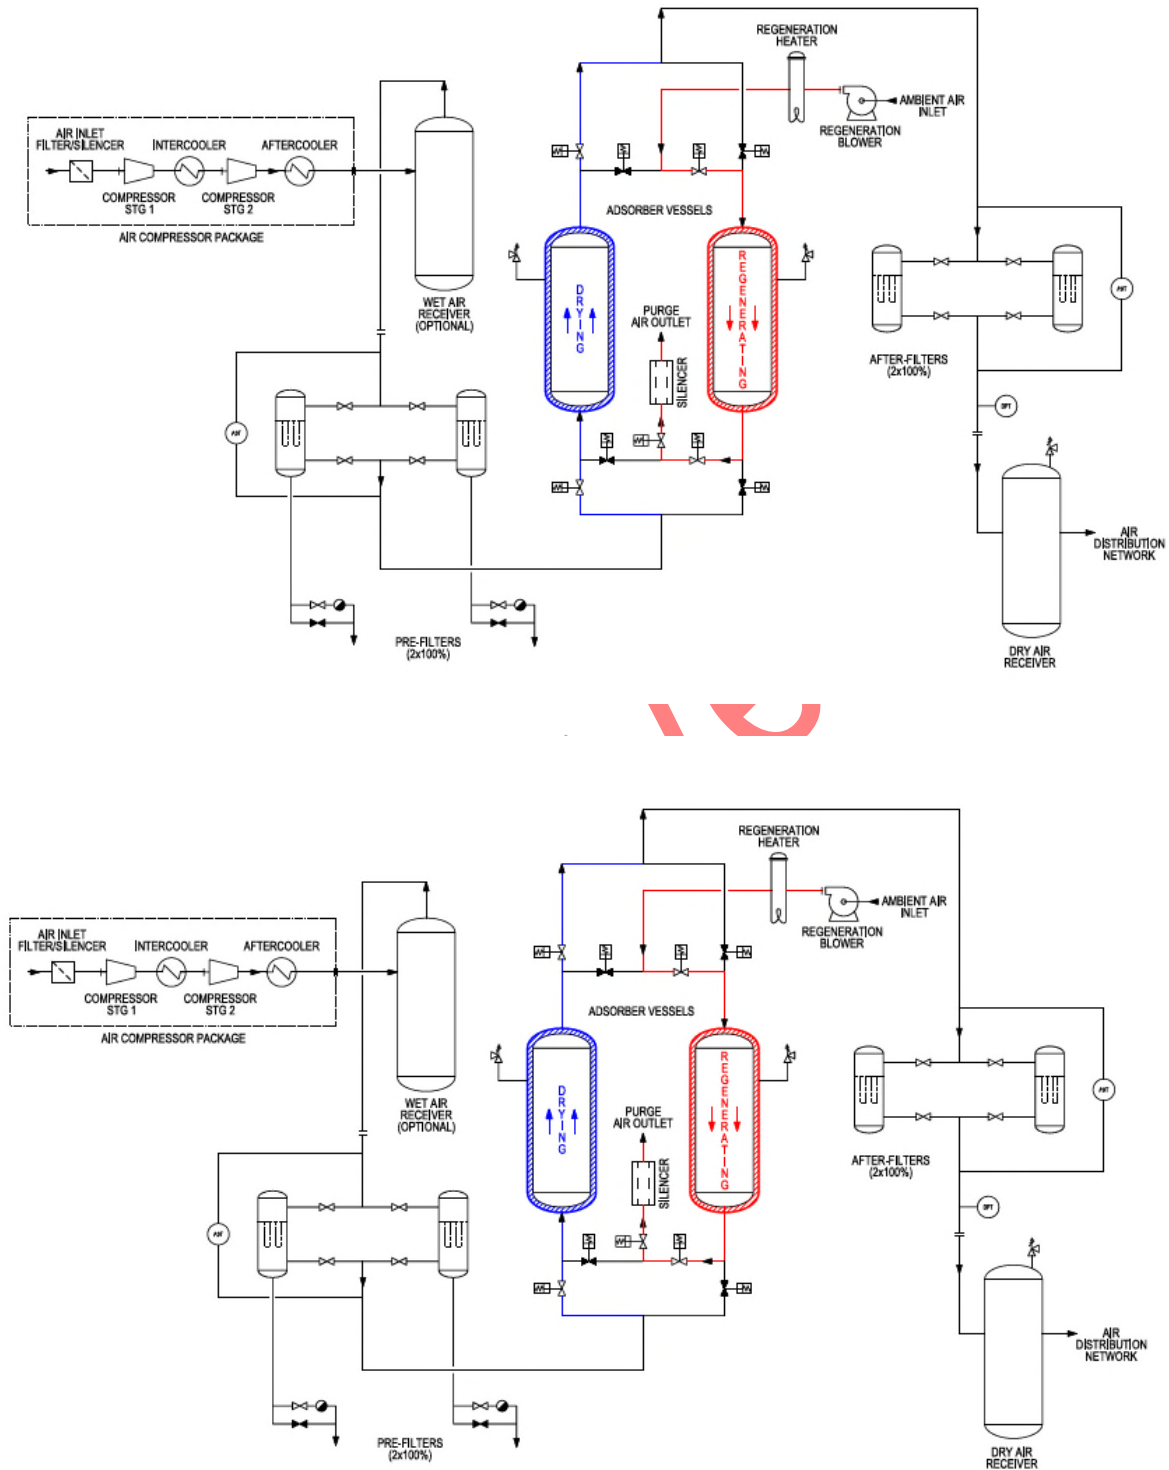 REGENERATION
HEATER
AMBIENT AIR
INLET
REGENERATION
BLOWER
AIR INLET
FILTER/SILENCER
INTERCOOLER
AFTERCOOLER
COMPRESSOR
STG 1
COMPRESSOR
STG 2
AIR COMPRESSOR PACKAGE
WET AIR
RECEIVER
(OPTIONAL)
ADSORBER VESSELS
DRYING
REGENERATING
PURGE
AIR OUTLET
SILENCER
AFTER-FILTERS
(2x100%)
DPT
AIR
DISTRIBUTION
NETWORK
DRY AIR
RECEIVER
PRE-FILTERS
(2x100%)
REGENERATION
HEATER
AMBIENT AIR
INLET
REGENERATION
BLOWER
AIR INLET
FILTER/SILENCER
INTERCOOLER
AFTERCOOLER
COMPRESSOR
STG 1
COMPRESSOR
STG 2
AIR COMPRESSOR PACKAGE
WET AIR
RECEIVER
(OPTIONAL)
ADSORBER VESSELS
DRYING
REGENERATING
PURGE
AIR OUTLET
SILENCER
AFTER-FILTERS
(2x100%)
DPT
AIR
DISTRIBUTION
NETWORK
DRY AIR
RECEIVER
PRE-FILTERS
(2x100%)